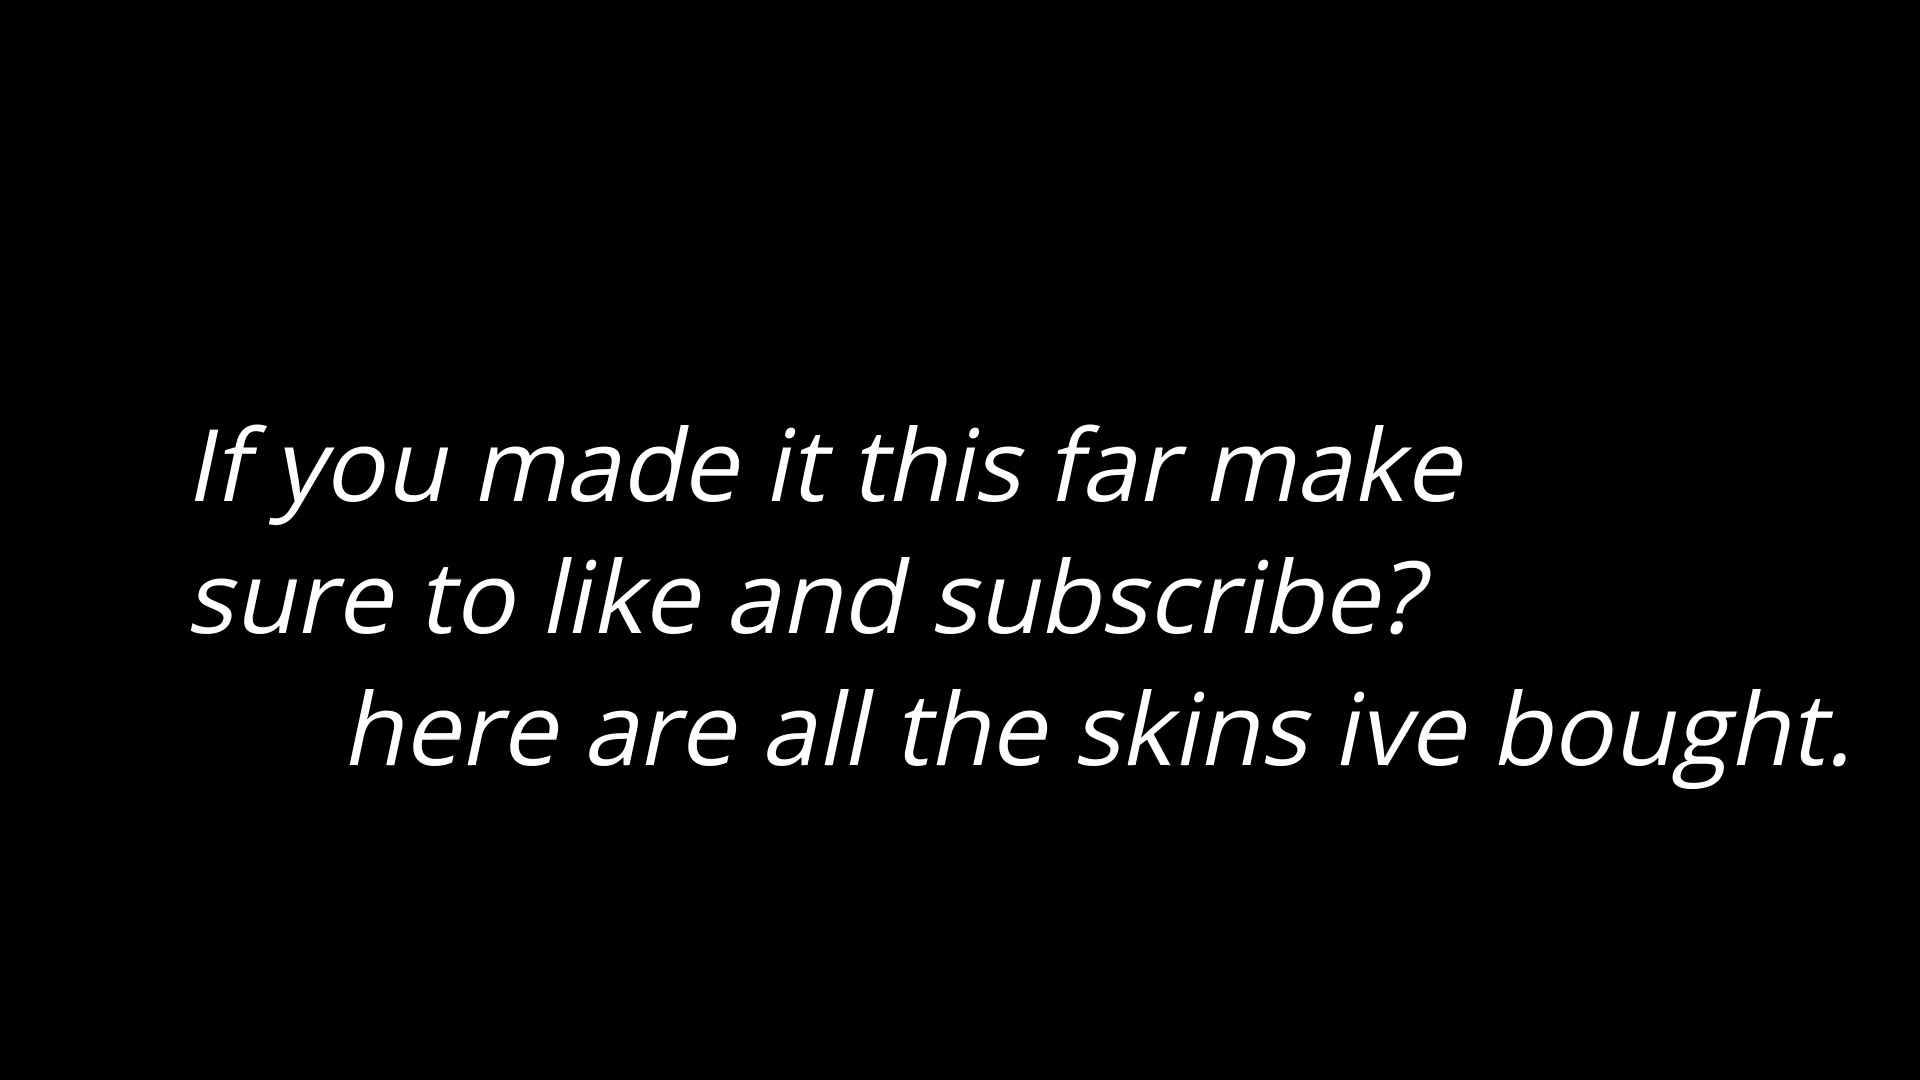 If you made it this far make
sure to like and subscribe?
here are all the skins ive bought.